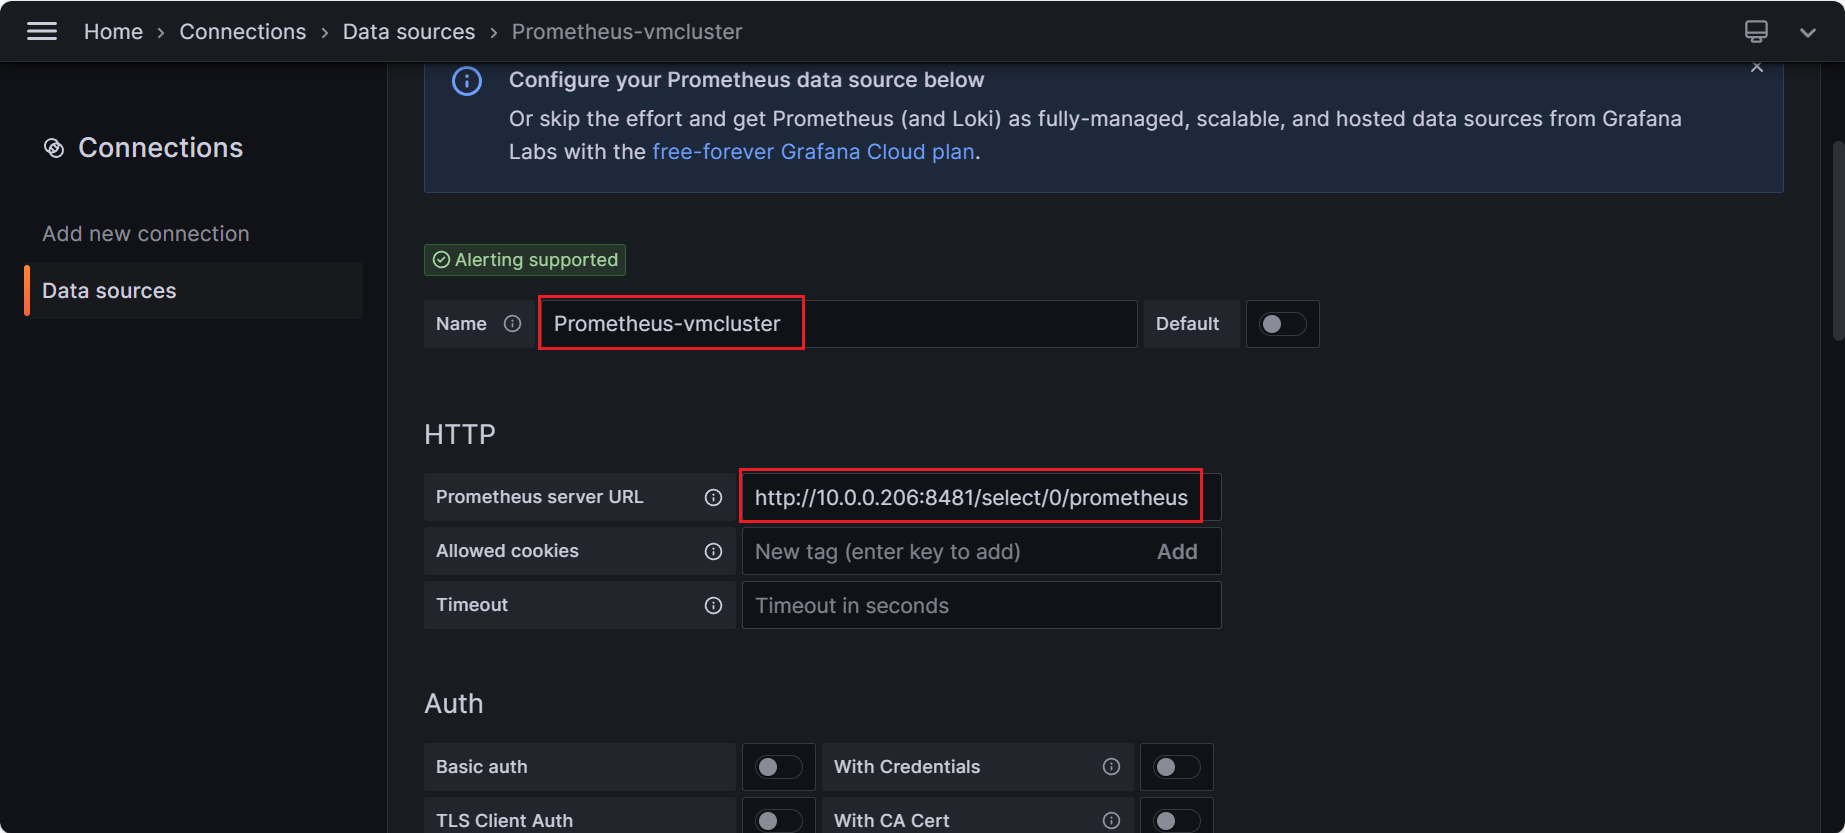 Home › Connections › Data sources › Prometheus-vmcluster
Connections
Add new connection
Data sources
Configure your Prometheus data source below
Or skip the effort and get Prometheus (and Loki) as fully-managed, scalable, and hosted data sources from Grafana
Labs with the free-forever Grafana Cloud plan.
Alerting supported
Name Prometheus-vmcluster Default
HTTP
Prometheus server URL http://10.0.0.206:8481/select/0/prometheus
Allowed cookies New tag (enter key to add) Add
Timeout Timeout in seconds
Auth
Basic auth With Credentials
TLS Client Auth With CA Cert